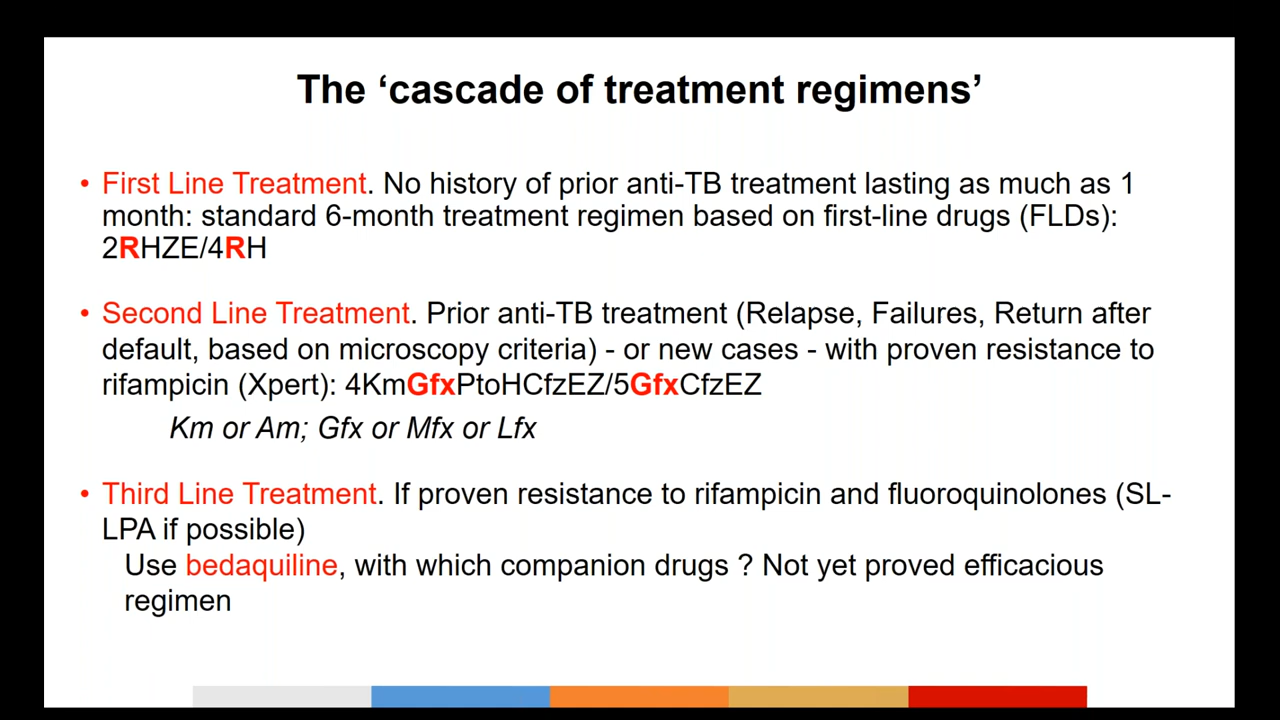 The ‘cascade of treatment regimens’
• First Line Treatment. No history of prior anti-TB treatment lasting as much as 1
month: standard 6-month treatment regimen based on first-line drugs (FLDs):
2RHZE/4RH
• Second Line Treatment. Prior anti-TB treatment (Relapse, Failures, Return after
default, based on microscopy criteria) - or new cases - with proven resistance to
rifampicin (Xpert): 4KmGfxPtoHCfzEZ/5GfxCfzEZ
Km or Am; Gfx or Mfx or Lfx
• Third Line Treatment. If proven resistance to rifampicin and fluoroquinolones (SL-
LPA if possible)
Use bedaquiline, with which companion drugs ? Not yet proved efficacious
regimen